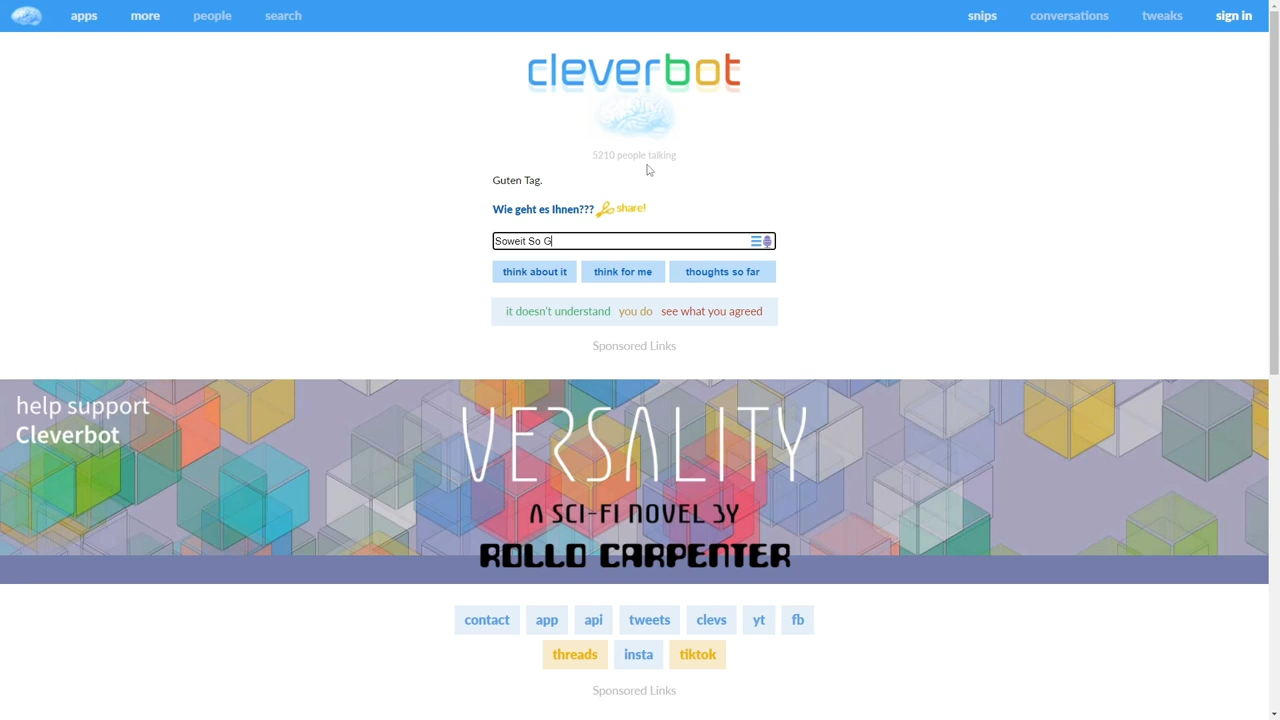 apps more people search snips conversations tweaks sign in
cleverbot
5210 people talking
Guten Tag.
Wie geht es Ihnen??? share!
Soweit So G
think about it think for me thoughts so far
it doesn't understand you do see what you agreed
Sponsored Links
help support
Cleverbot
VERSALITY
A SCI-FI NOVEL BY
ROLLO CARPENTER
contact app api tweets clevs yt fb
threads insta tiktok
Sponsored Links